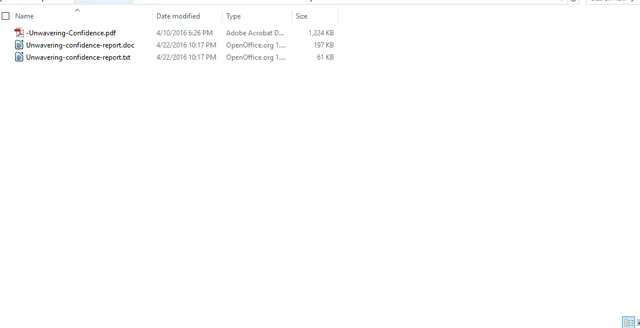 Name Date modified Type Size
-Unwavering-Confidence.pdf 4/10/2016 6:26 PM Adobe Acrobat D... 1,224 KB
Unwavering-confidence-report.doc 4/22/2016 10:17 PM OpenOffice.org 1.... 197 KB
Unwavering-confidence-report.txt 4/22/2016 10:17 PM OpenOffice.org 1.... 61 KB